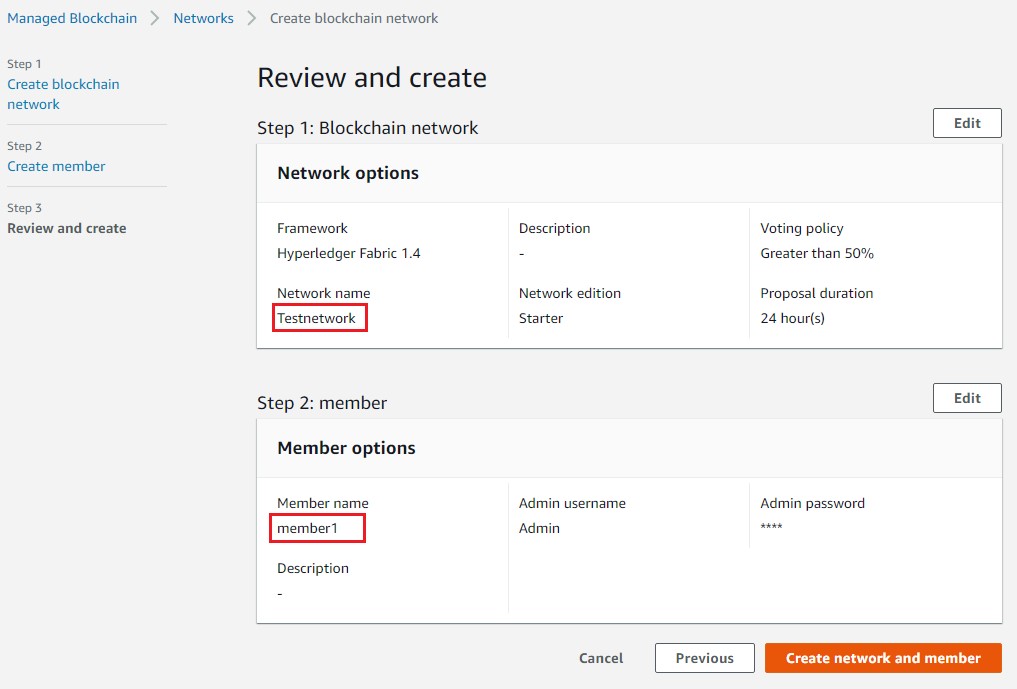 Managed Blockchain > Networks > Create blockchain network
Step 1
Create blockchain
network
Step 2
Create member
Step 3
Review and create
Review and create
Step 1: Blockchain network
Edit
Network options
Framework
Hyperledger Fabric 1.4
Description
-
Voting policy
Greater than 50%
Network name
Testnetwork
Network edition
Starter
Proposal duration
24 hour(s)
Step 2: member
Edit
Member options
Member name
member1
Admin username
Admin
Admin password
****
Description
-
Cancel
Previous
Create network and member